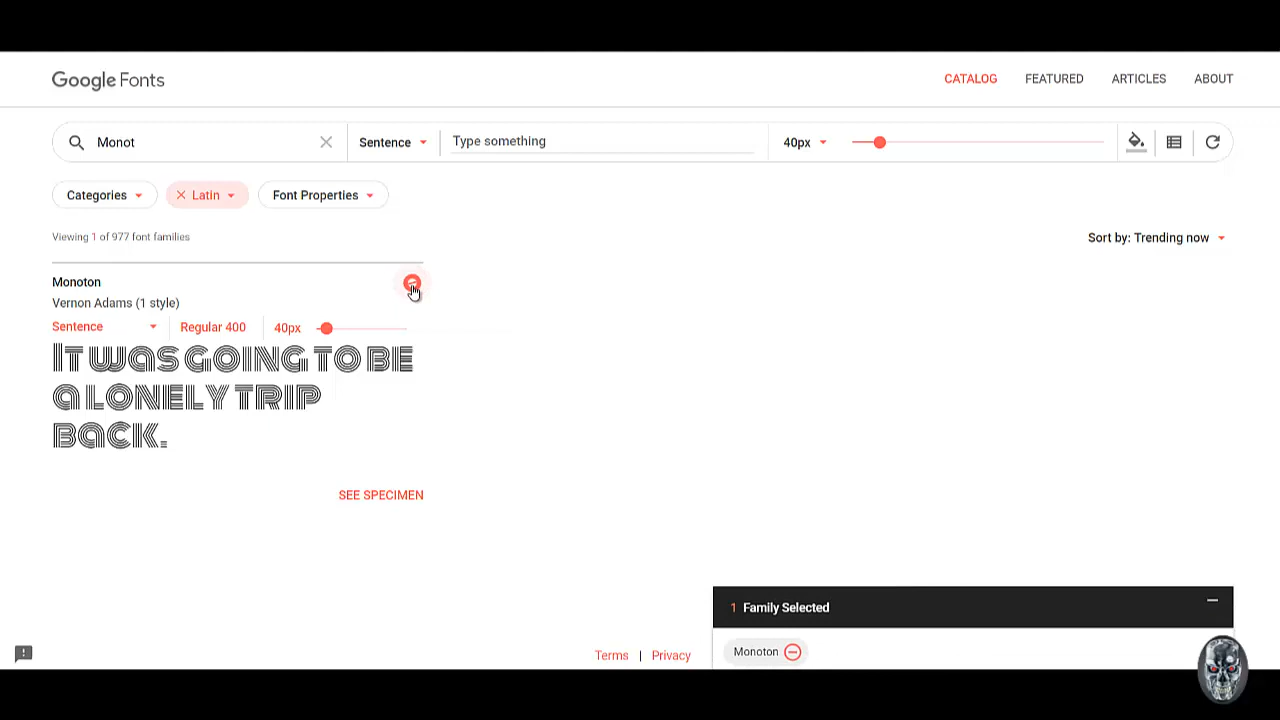 Google Fonts
CATALOG FEATURED ARTICLES ABOUT
Monot Sentence Type something 40px
Categories Latin Font Properties
Viewing 1 of 977 font families
Sort by: Trending now
Monoton
Vernon Adams (1 style)
Sentence Regular 400 40px
It was going to be
a lonely trip
back.
SEE SPECIMEN
1 Family Selected
Monoton
Terms | Privacy